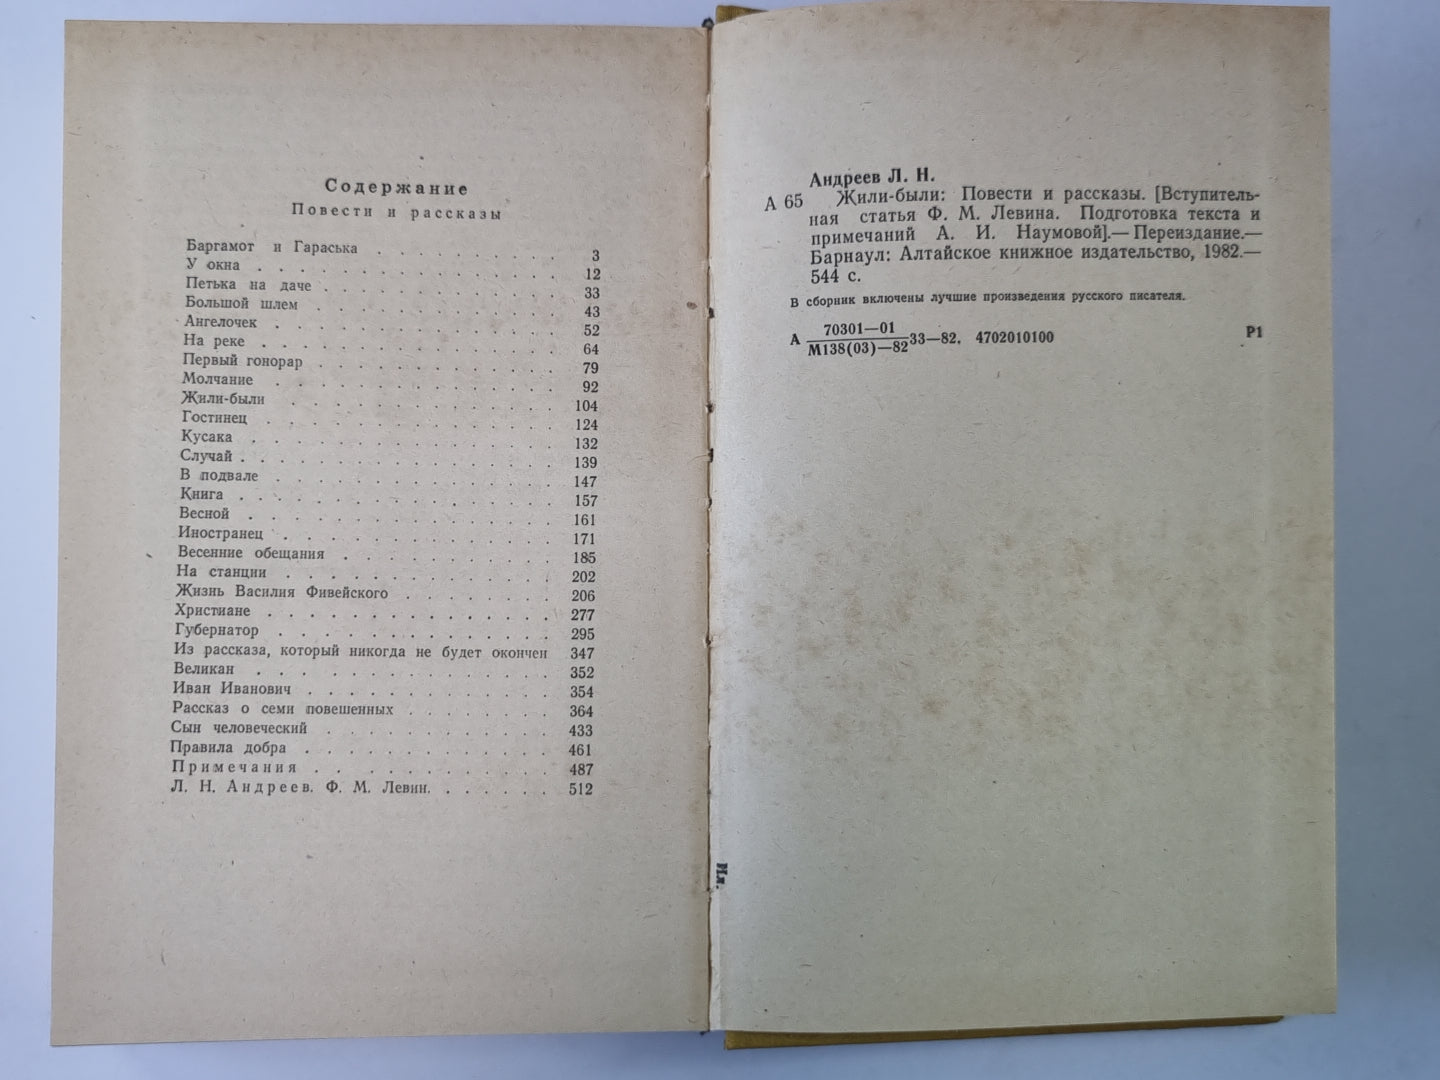 Содержание
Повести и рассказы
Баргамот и Гараська . . . . . . . . 3
У окна . . . . . . . . . . . . . 12
Петька на даче . . . . . . . . . . 33
Большой шлем . . . . . . . . . . 43
Ангелочек . . . . . . . . . . . . 52
На реке . . . . . . . . . . . . . 64
Первый гонорар . . . . . . . . . . 79
Молчание . . . . . . . . . . . . 92
Жили-были . . . . . . . . . . . 104
Гостинец . . . . . . . . . . . . 124
Кусака . . . . . . . . . . . . . 132
Случай . . . . . . . . . . . . . 139
В подвале . . . . . . . . . . . . 147
Книга . . . . . . . . . . . . . 157
Весной . . . . . . . . . . . . . 161
Иностранец . . . . . . . . . . . 171
Весенние обещания . . . . . . . . . 185
На станции . . . . . . . . . . . 202
Жизнь Василия Фивейского . . . . . . 206
Христиане . . . . . . . . . . . . 277
Губернатор . . . . . . . . . . . 295
Из рассказа, который никогда не будет окончен 347
Великан . . . . . . . . . . . . 352
Иван Иванович . . . . . . . . . . 354
Рассказ о семи повешенных . . . . . . 364
Сын человеческий . . . . . . . . . 433
Правила добра . . . . . . . . . . 461
Примечания . . . . . . . . . . 487
Л. Н. Андреев. Ф. М. Левин. . . . . . 512
Ил.
Андреев Л. Н.
А 65 Жили-были: Повести и рассказы. [Вступитель-
ная статья Ф. М. Левина. Подготовка текста и
примечаний А. И. Наумовой].— Переиздание.—
Барнаул: Алтайское книжное издательство, 1982.—
544 с.
В сборник включены лучшие произведения русского писателя.
70301—01
А М138(03)—82 33—82. 4702010100 Р1